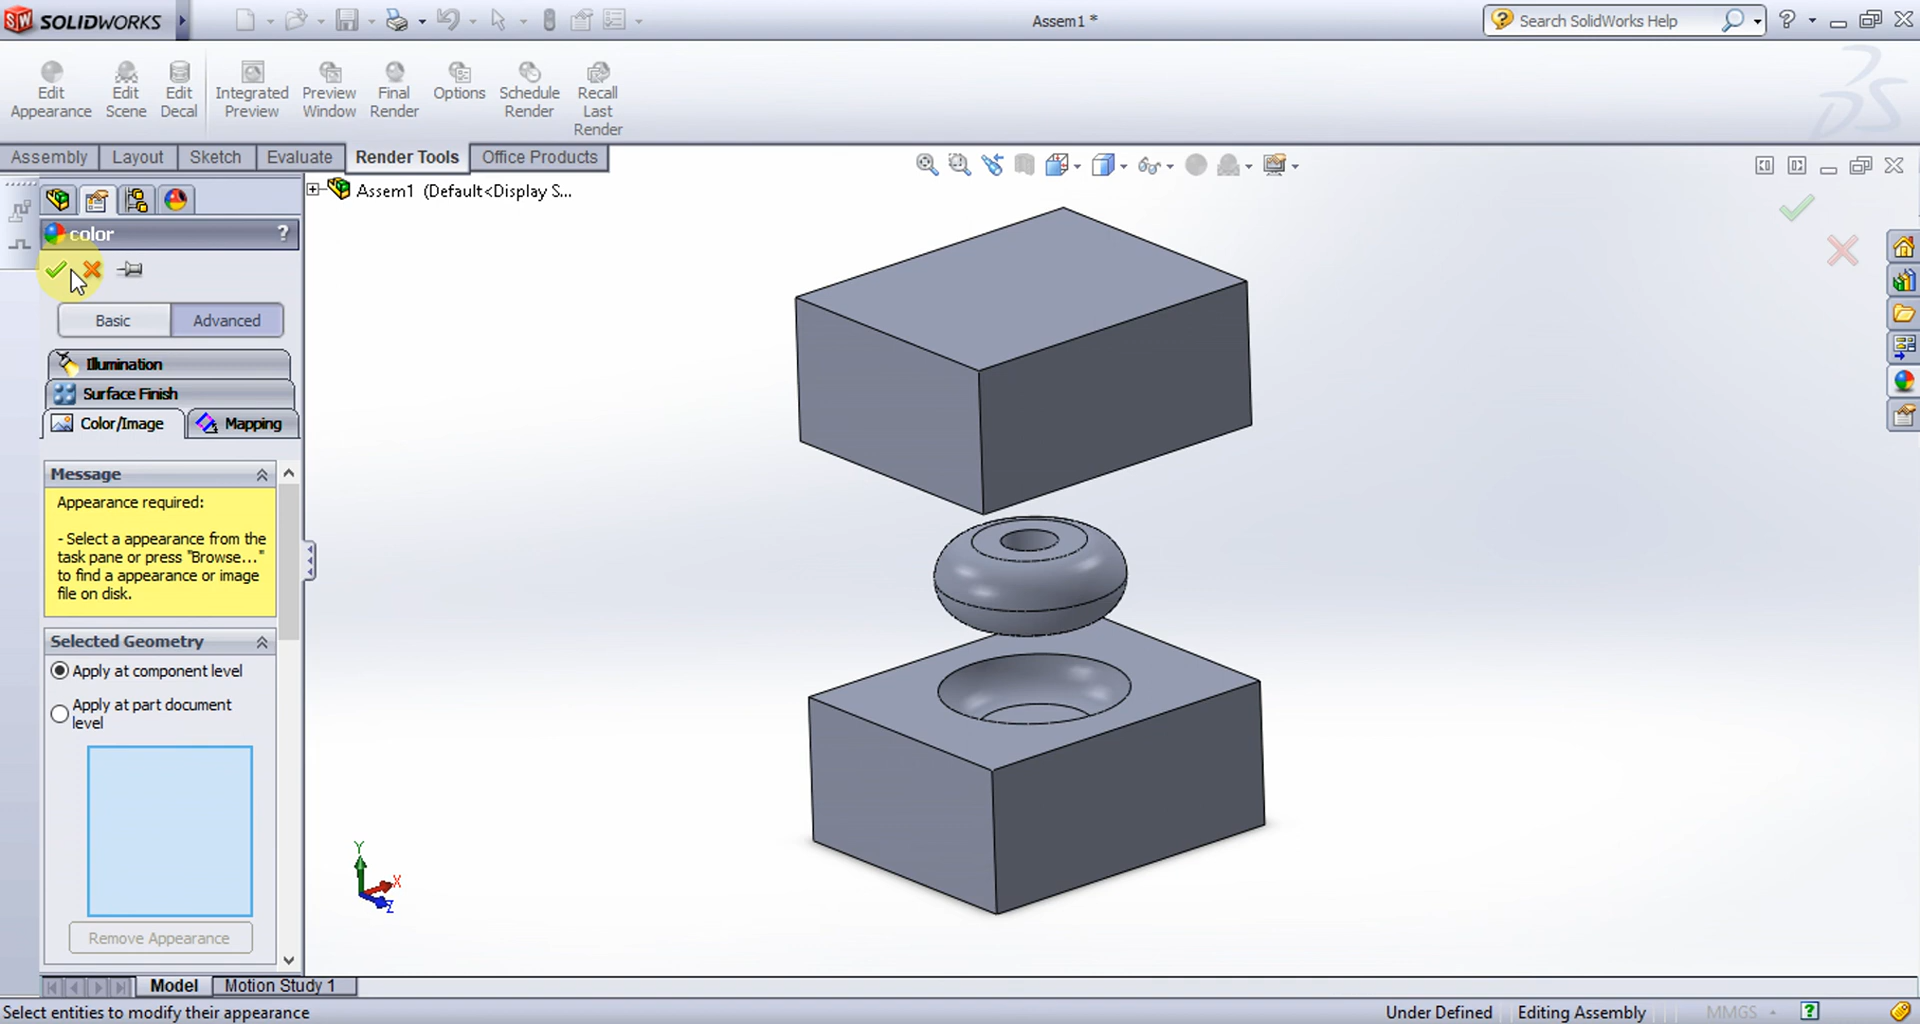 SW SOLIDWORKS
Assem1 *
Search SolidWorks Help
?
Edit Appearance
Edit Scene
Edit Decal
Integrated Preview
Preview Window
Final Render
Options
Schedule Render
Recall Last Render
Assembly
Layout
Sketch
Evaluate
Render Tools
Office Products
Assem1 (Default<Display S...
color
?
Basic
Advanced
Illumination
Surface Finish
Color/Image
Mapping
Message
Appearance required:
- Select a appearance from the
task pane or press "Browse..."
to find a appearance or image
file on disk.
Selected Geometry
Apply at component level
Apply at part document
level
Remove Appearance
Y
X
Z
Model
Motion Study 1
Select entities to modify their appearance
Under Defined
Editing Assembly
MMGS
?